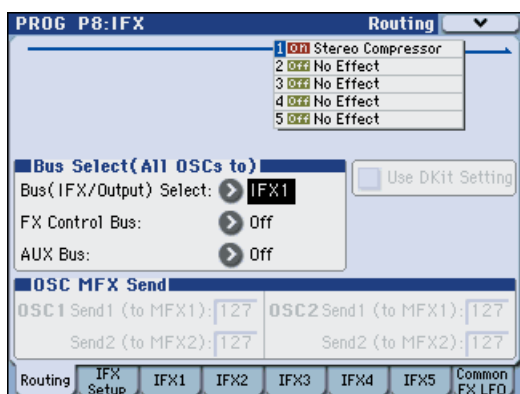 PROG P8:IFX Routing
1 On Stereo Compressor
2 Off No Effect
3 Off No Effect
4 Off No Effect
5 Off No Effect
Bus Select(All OSCs to)
Bus(IFX/Output) Select: IFX1
Use DKit Setting
FX Control Bus: Off
AUX Bus: Off
OSC MFX Send
OSC1 Send1 (to MFX1): 127 OSC2 Send1 (to MFX1): 127
Send2 (to MFX2): 127 Send2 (to MFX2): 127
Routing IFX Setup IFX1 IFX2 IFX3 IFX4 IFX5 Common FX LFO